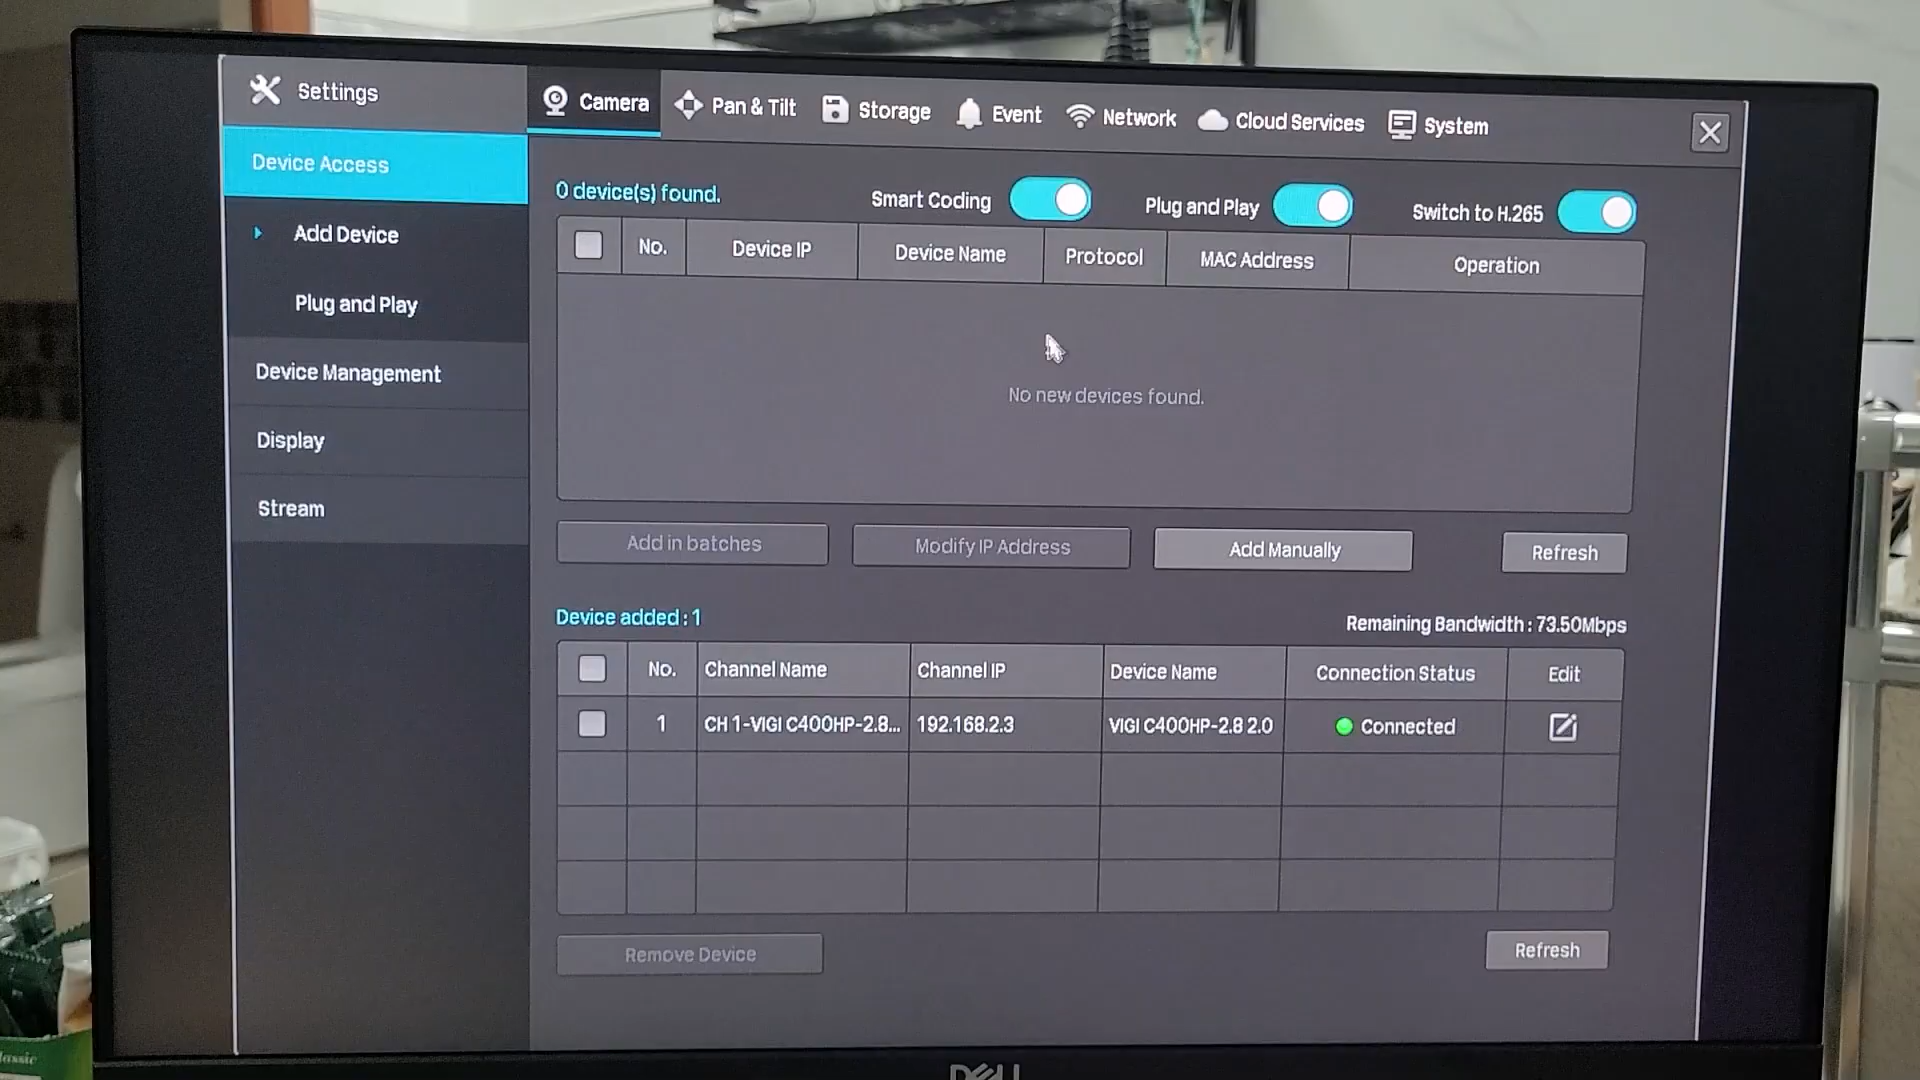 Settings
Camera
Pan & Tilt
Storage
Event
Network
Cloud Services
System
Device Access
Add Device
Plug and Play
Device Management
Display
Stream
0 device(s) found.
Smart Coding
Plug and Play
Switch to H.265
No.
Device IP
Device Name
Protocol
MAC Address
Operation
No new devices found.
Add in batches
Modify IP Address
Add Manually
Refresh
Device added : 1
Remaining Bandwidth : 73.50Mbps
No.
Channel Name
Channel IP
Device Name
Connection Status
Edit
1
CH 1-VIGI C400HP-2.8...
192.168.2.3
VIGI C400HP-2.8 2.0
Connected
Remove Device
Refresh
DELL